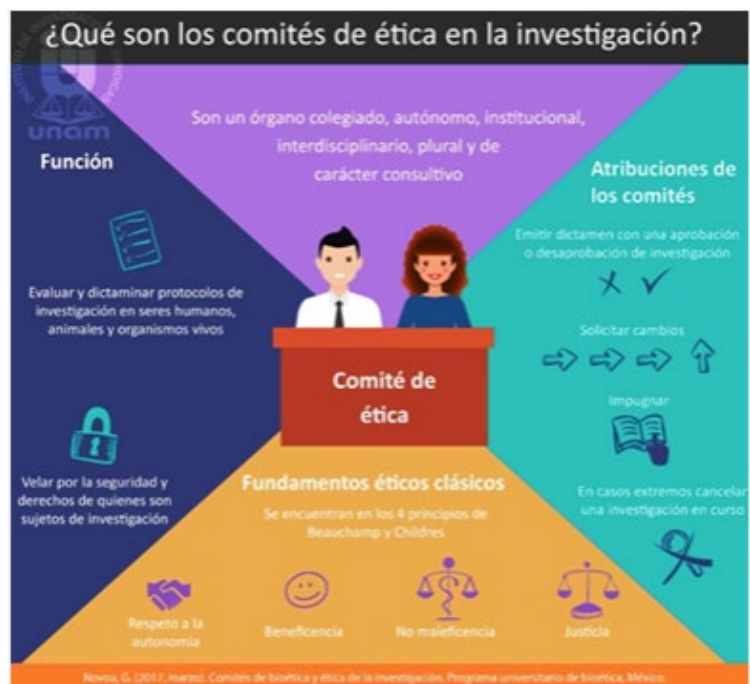 ¿Qué son los comités de ética en la investigación?
unam
Son un órgano colegiado, autónomo, institucional,
interdisciplinario, plural y de
carácter consultivo
Función
Evaluar y dictaminar protocolos de
investigación en seres humanos,
animales y organismos vivos
Velar por la seguridad y
derechos de quienes son
sujetos de investigación
Atribuciones de
los comités
Emitir dictamen con una aprobación
o desaprobación de investigación
Solicitar cambios
Impugnar
En casos extremos cancelar
una investigación en curso
Comité de
ética
Fundamentos éticos clásicos
Se encuentran en los 4 principios de
Beauchamp y Childres
Respeto a la
autonomía
Beneficencia
No maleficencia
Justicia
Novoa, G. (2017, marzo). Comités de bioética y ética de la investigación. Programa universitario de bioética, México.